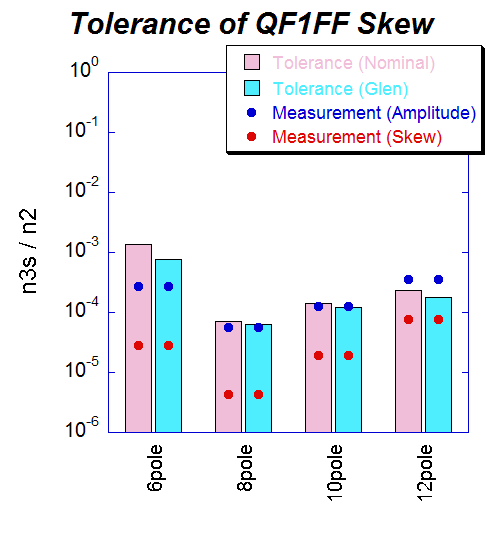 Tolerance of QF1FF Skew
Tolerance (Nominal)
Tolerance (Glen)
Measurement (Amplitude)
Measurement (Skew)
n3s / n2
10^0
10^-1
10^-2
10^-3
10^-4
10^-5
10^-6
6pole
8pole
10pole
12pole